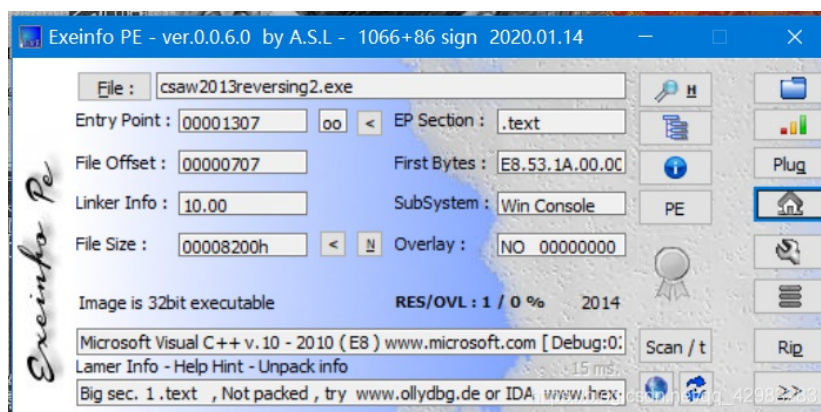 Exeinfo PE - ver.0.0.6.0 by A.S.L - 1066+86 sign 2020.01.14
File : csaw2013reversing2.exe H
Entry Point : 00001307 oo < EP Section : .text
File Offset : 00000707 First Bytes : E8.53.1A.00.00 Plug
Linker Info : 10.00 SubSystem : Win Console PE
File Size : 00008200h < N Overlay : NO 00000000
Image is 32bit executable RES/OVL : 1 / 0 % 2014
Microsoft Visual C++ v.10 - 2010 ( E8 ) www.microsoft.com [ Debug:02 Scan / t Rip
Lamer Info - Help Hint - Unpack info 15 ms.
Big sec. 1 .text , Not packed , try www.ollydbg.de or IDA www.hex >>
Exeinfo Pe